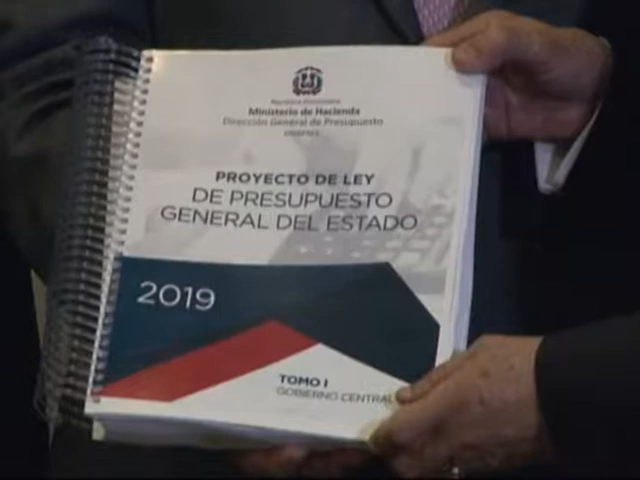 República Dominicana
Ministerio de Hacienda
Dirección General de Presupuesto
DIGEPRES
PROYECTO DE LEY
DE PRESUPUESTO
GENERAL DEL ESTADO
2019
TOMO I
GOBIERNO CENTRAL